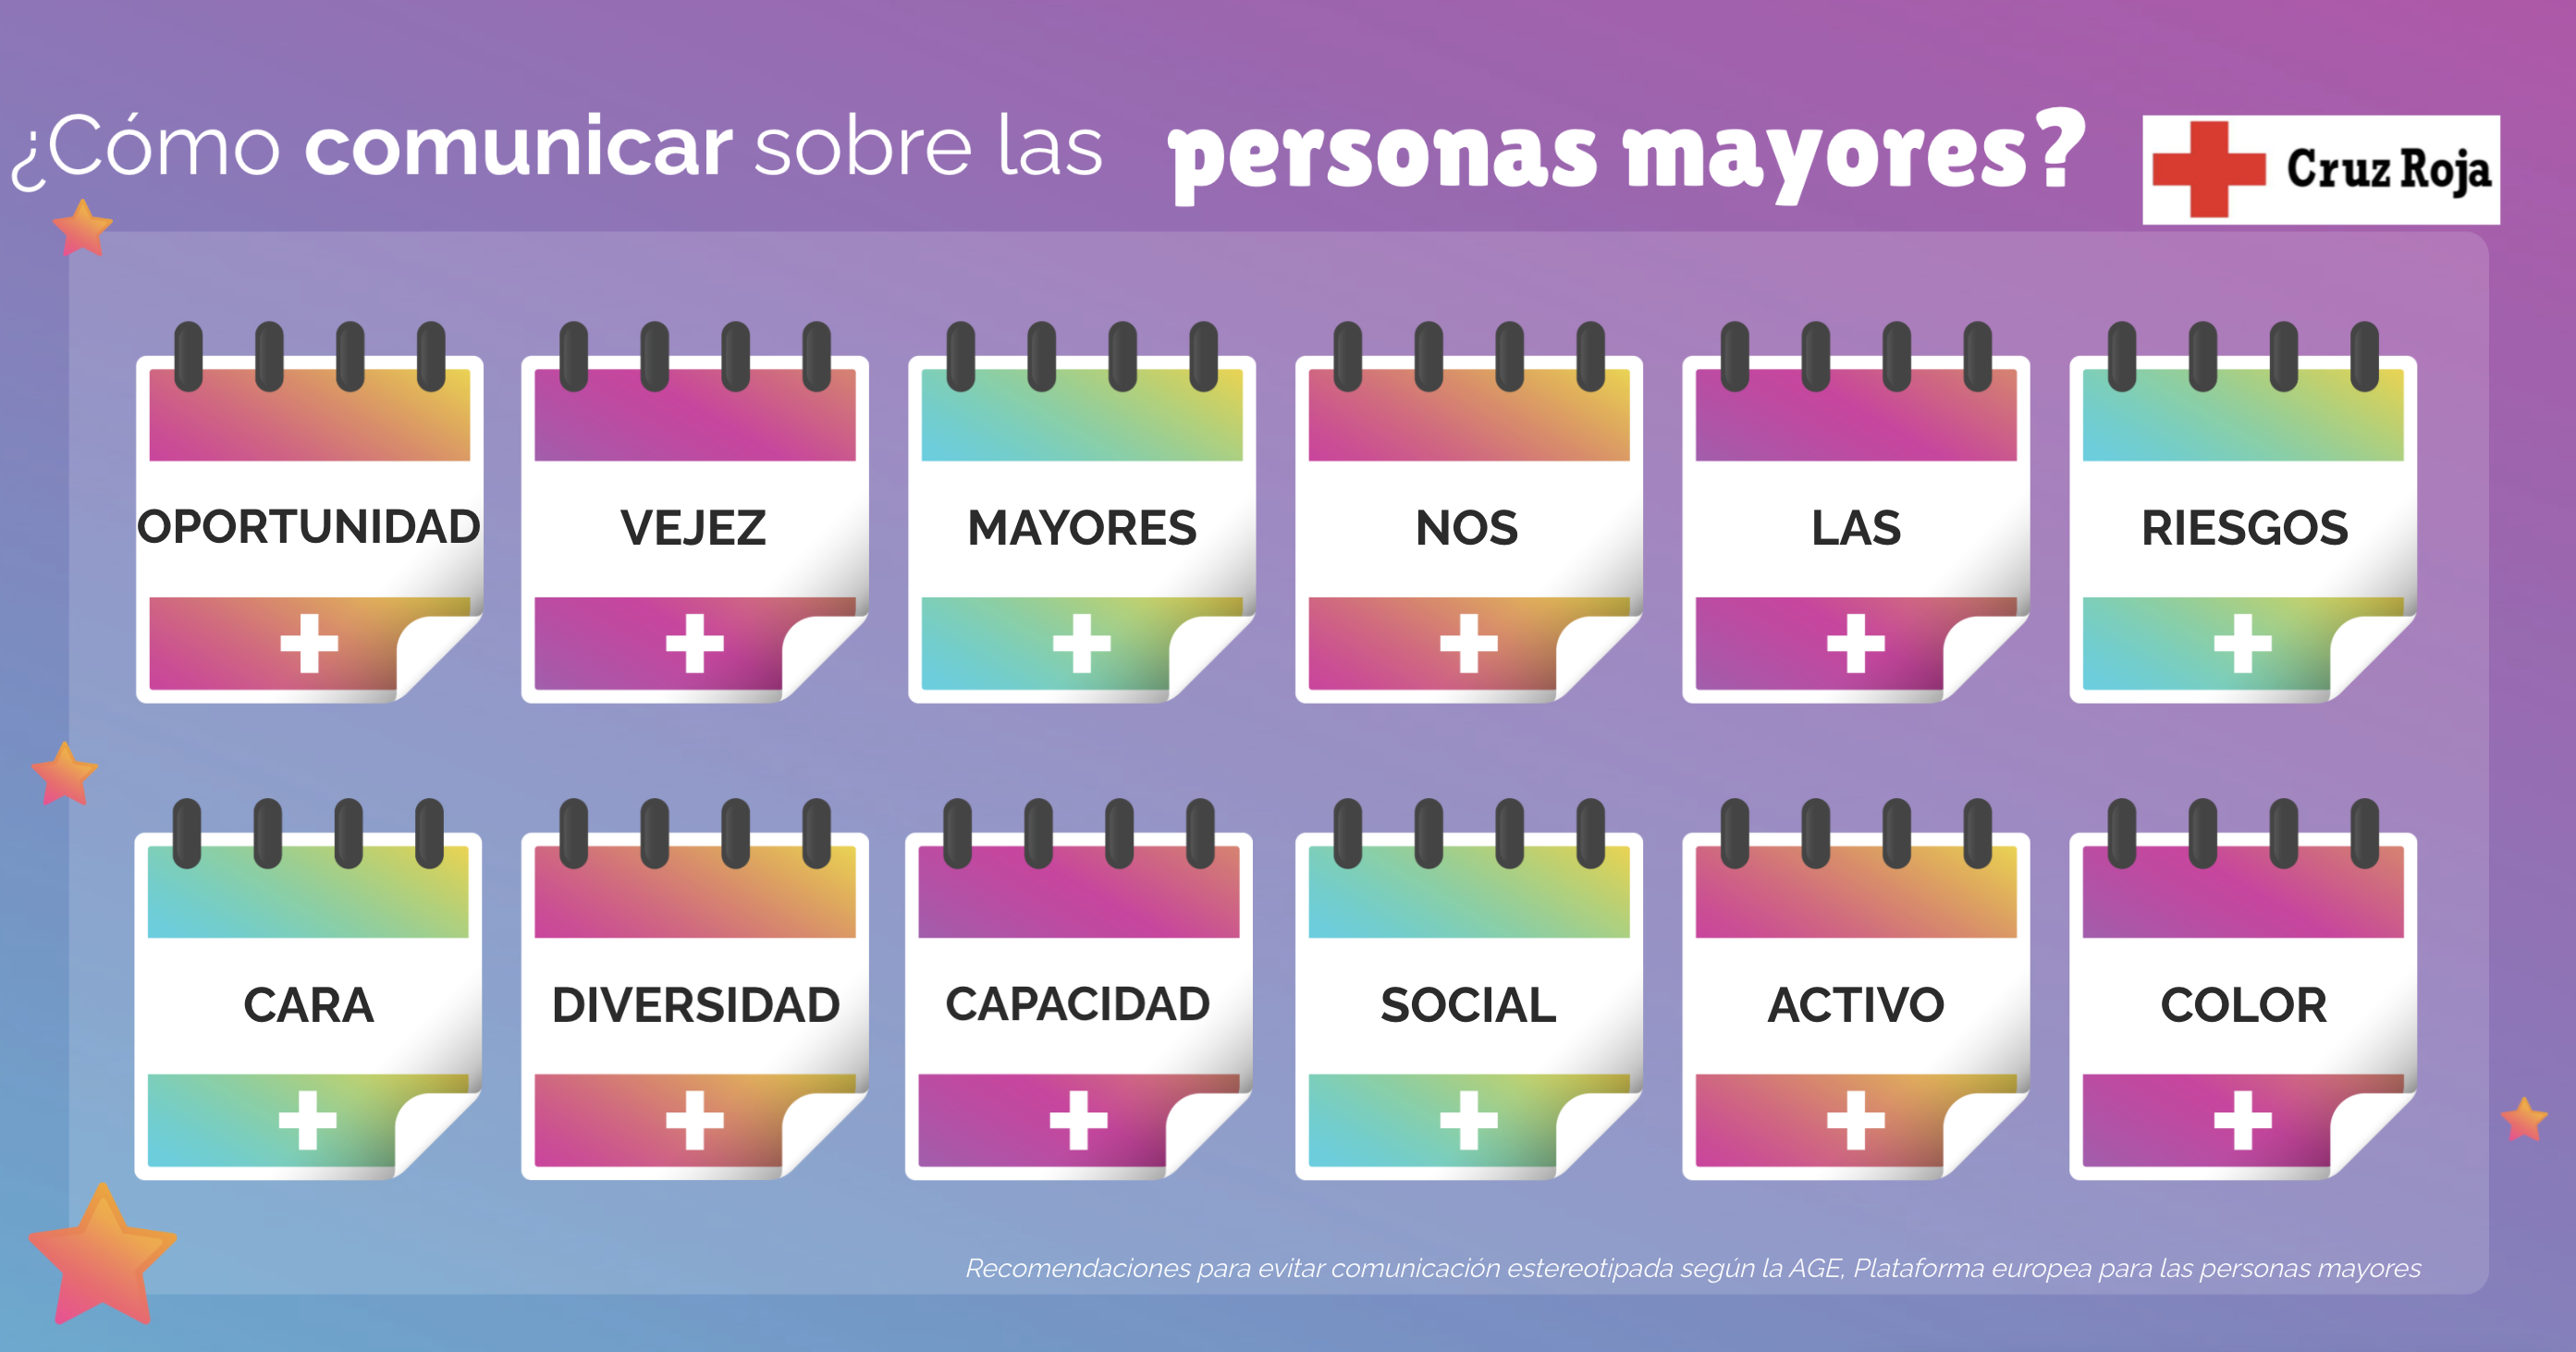 ¿Cómo comunicar sobre las personas mayores?
Cruz Roja
OPORTUNIDAD
VEJEZ
MAYORES
NOS
LAS
RIESGOS
CARA
DIVERSIDAD
CAPACIDAD
SOCIAL
ACTIVO
COLOR
Recomendaciones para evitar comunicación estereotipada según la AGE, Plataforma europea para las personas mayores